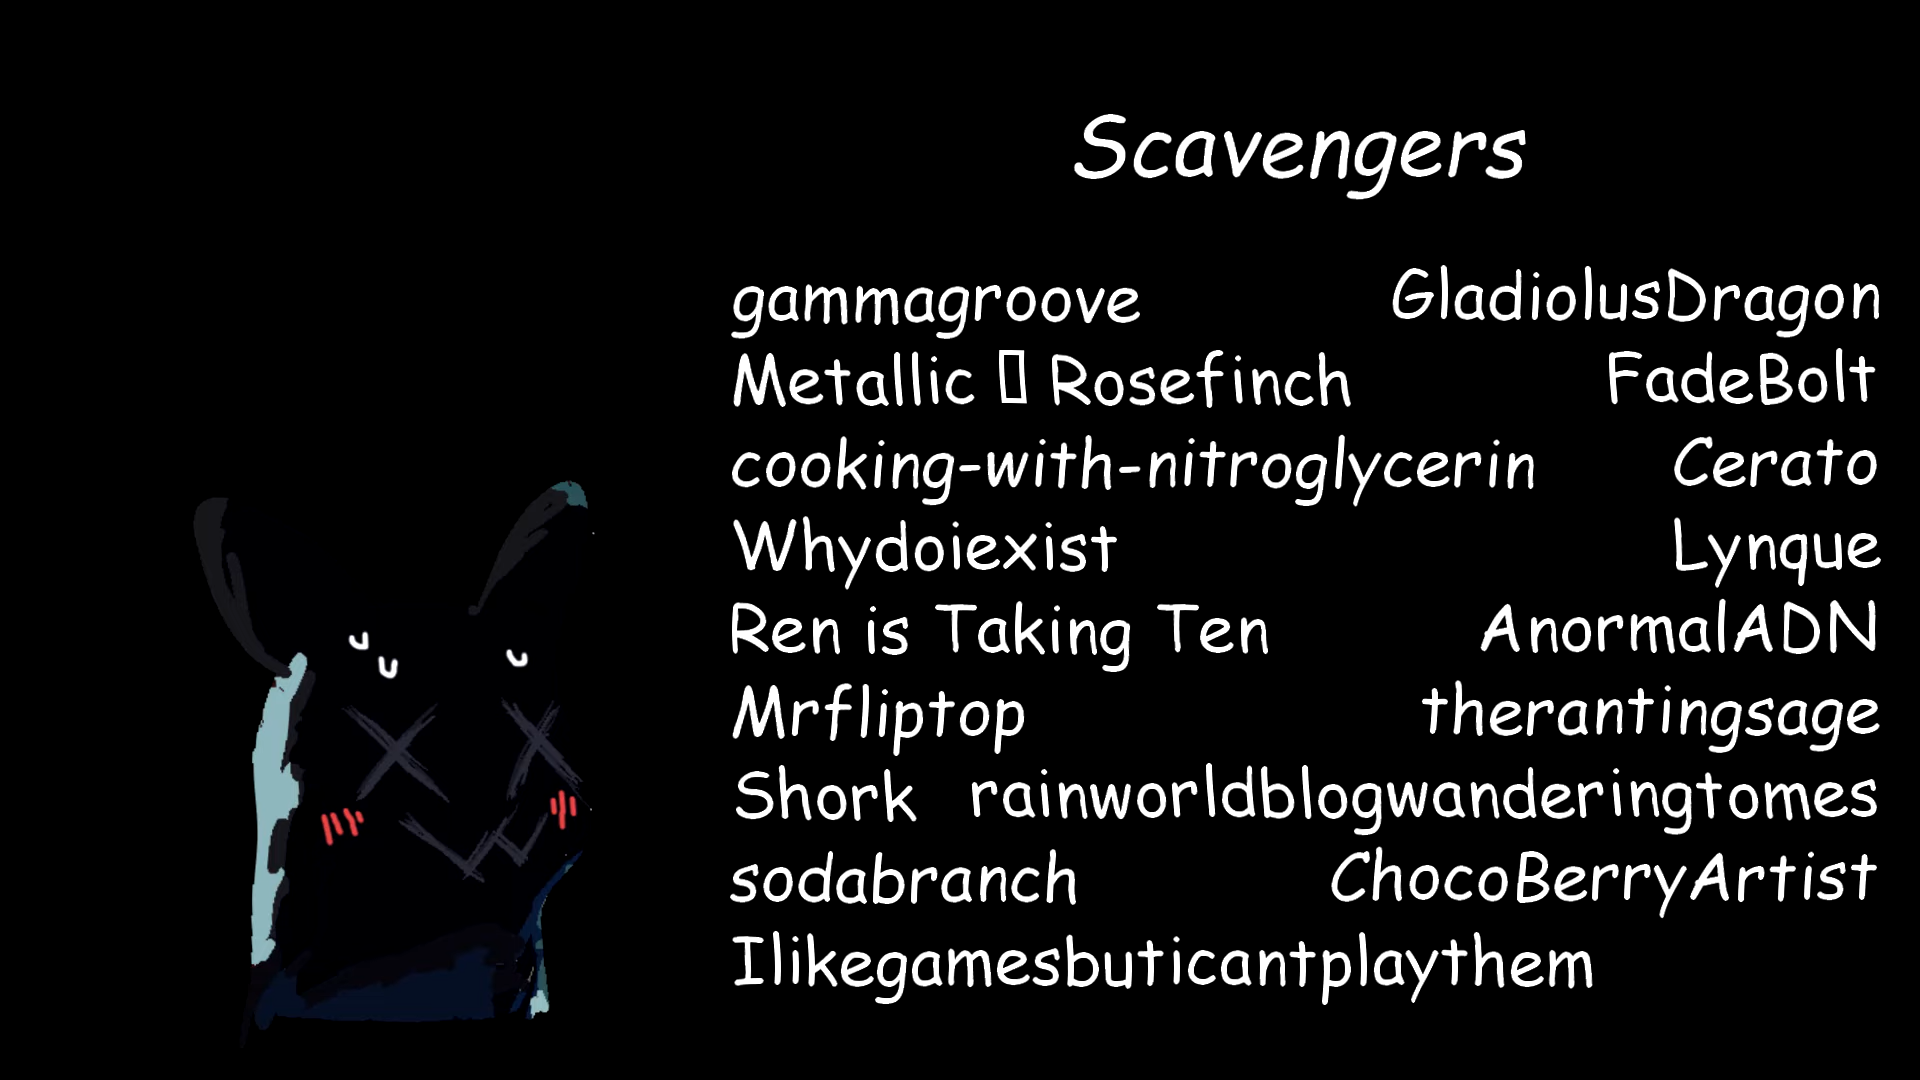 Scavengers
gammagroove GladiolusDragon
Metallic ▯ Rosefinch FadeBolt
cooking-with-nitroglycerin Cerato
Whydoiexist Lynque
Ren is Taking Ten AnormalADN
Mrfliptop therantingsage
Shork rainworldblogwanderingtomes
sodabranch ChocoBerryArtist
Ilikegamesbuticantplaythem